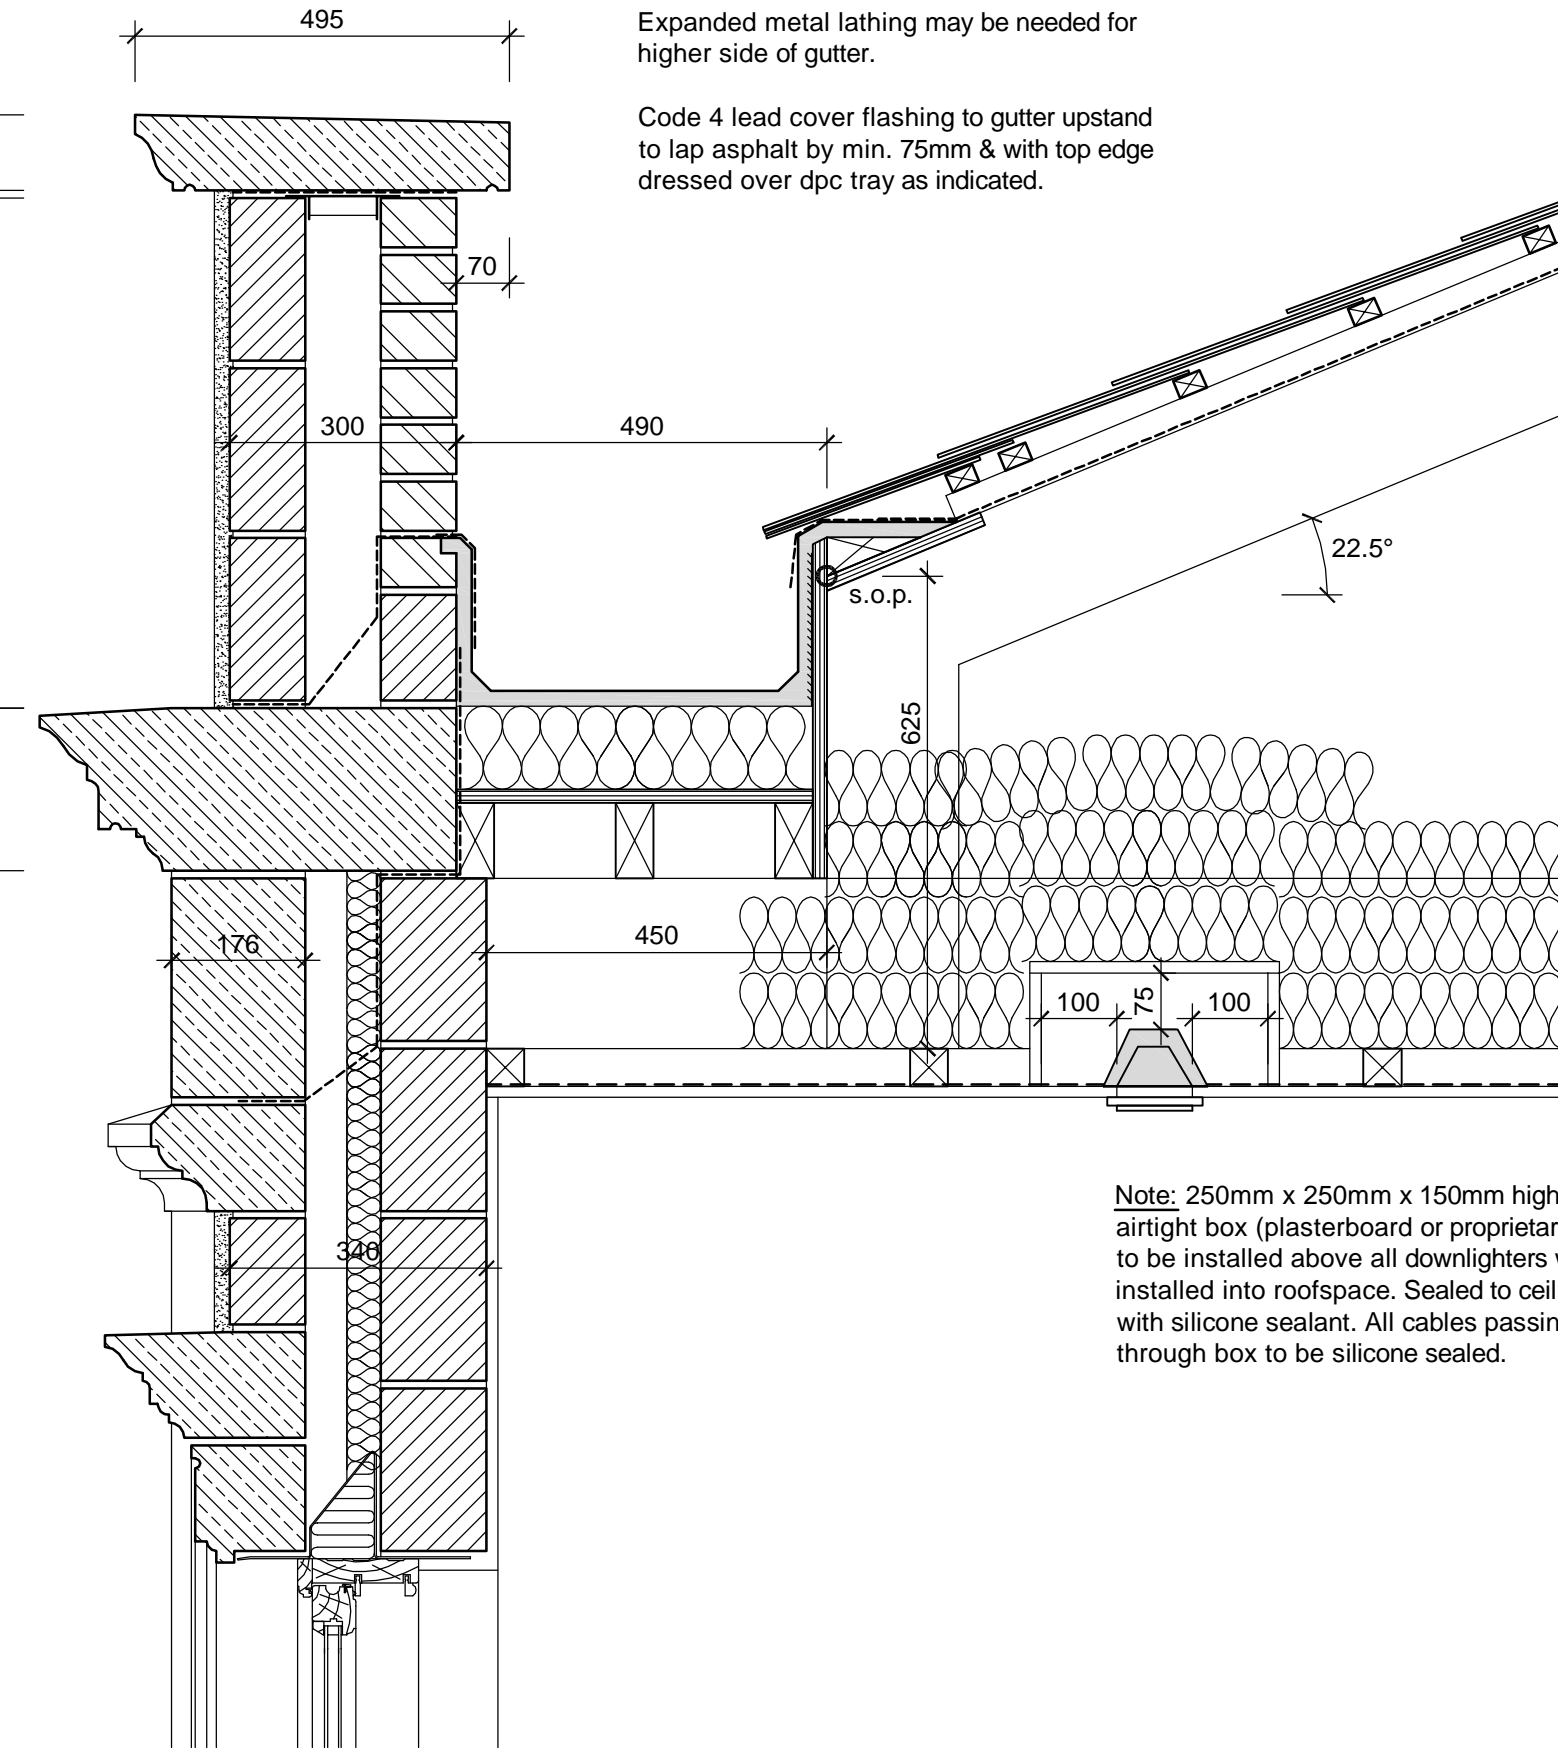 495
Expanded metal lathing may be needed for
higher side of gutter.
Code 4 lead cover flashing to gutter upstand
to lap asphalt by min. 75mm & with top edge
dressed over dpc tray as indicated.
70
300
490
22.5°
s.o.p.
625
176
450
100
75
100
340
Note: 250mm x 250mm x 150mm high
airtight box (plasterboard or
to be installed above all downlighters
installed into roofspace. Sealed to
with silicone sealant. All cables
through box to be silicone sealed.